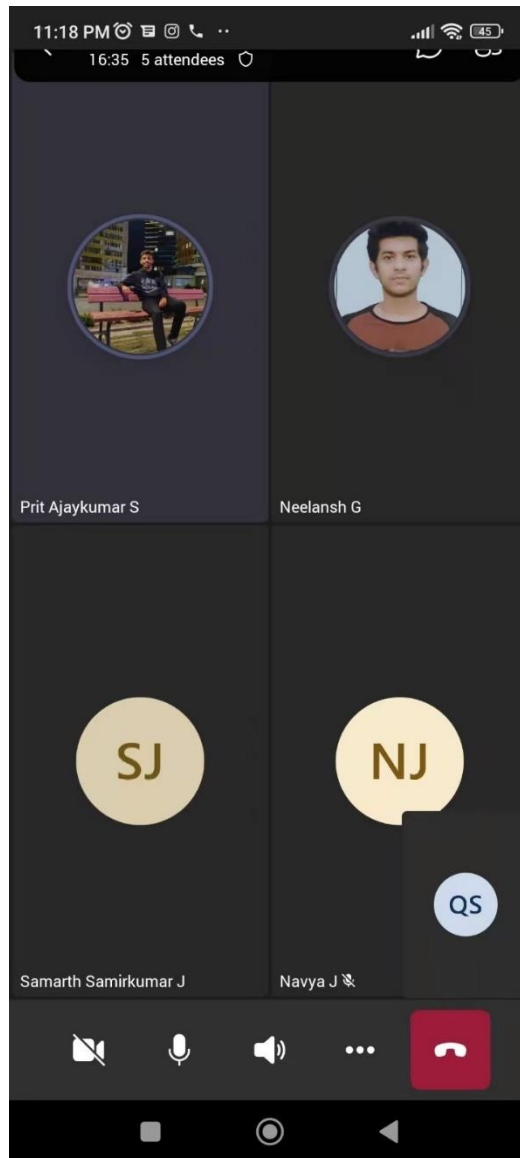 11:18 PM 45
16:35 5 attendees
Prit Ajaykumar S
Neelansh G
SJ
NJ
QS
Samarth Samirkumar J
Navya J